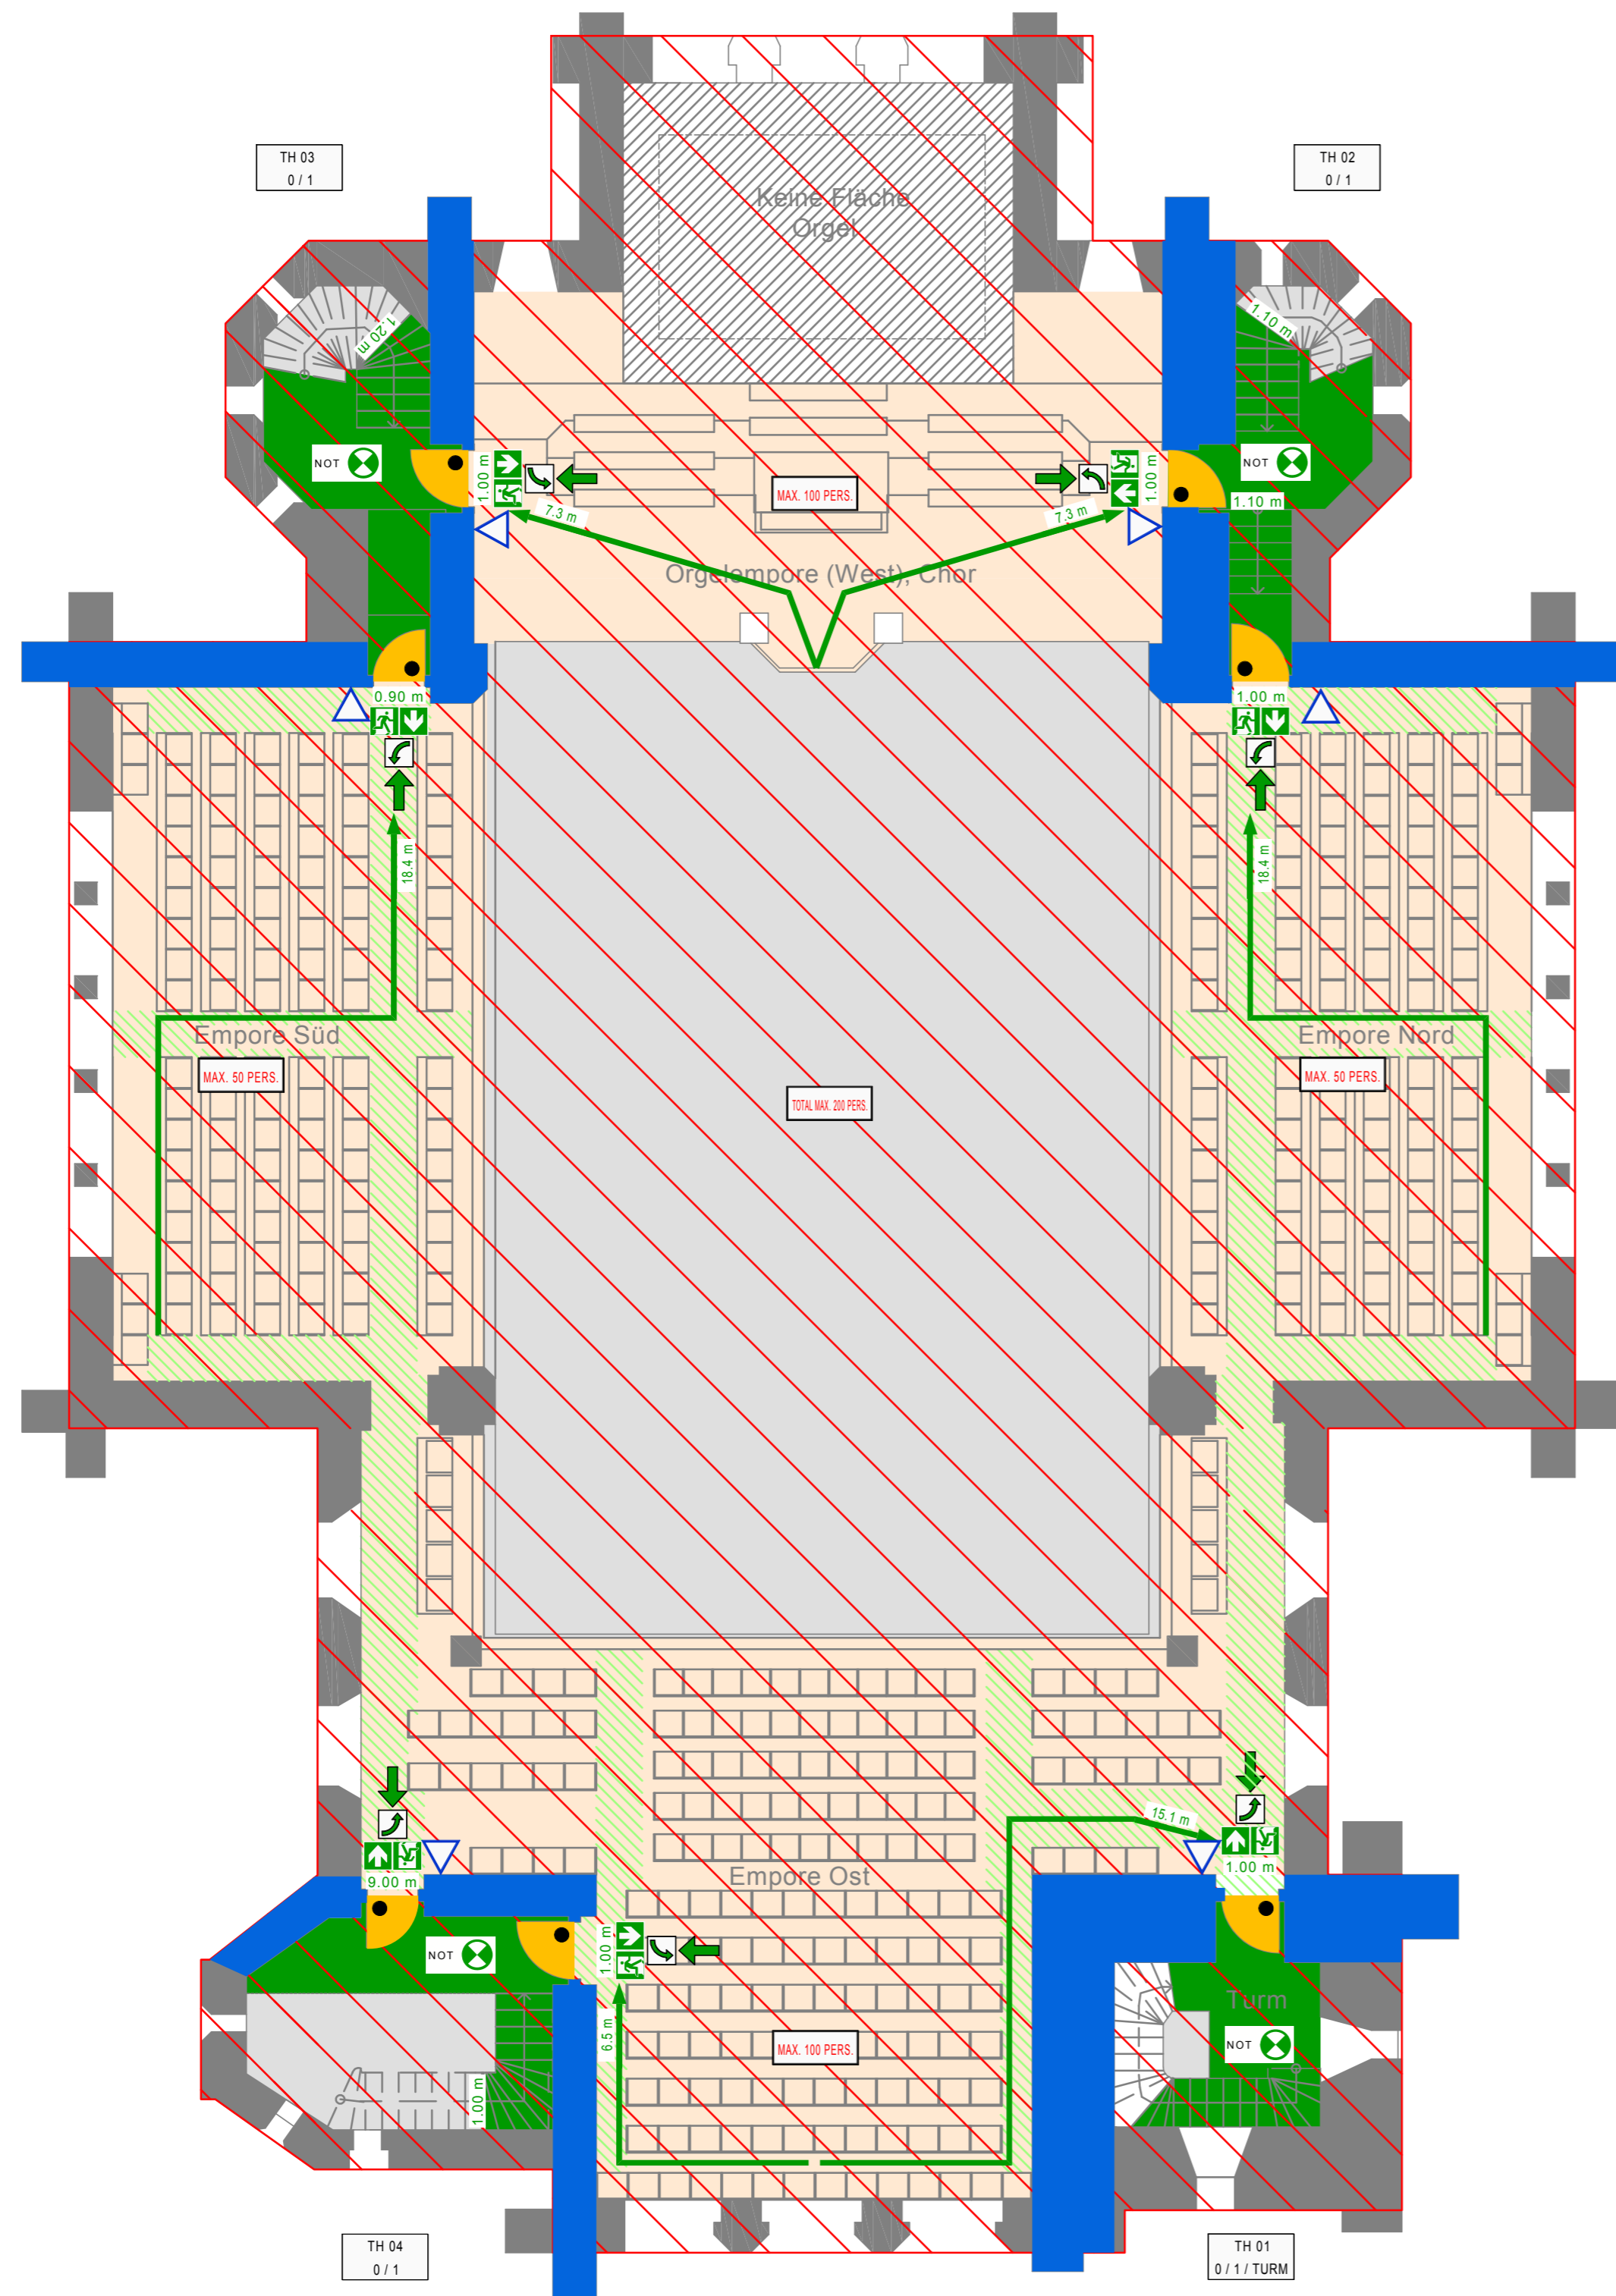 TH 03
0 / 1
TH 02
0 / 1
Keine Fläche
Orgel
1.20 m
1.10 m
NOT
1.00 m
7.3 m
MAX. 100 PERS.
7.3 m
1.00 m
NOT
1.10 m
Orgelempore (West), Chor
0.90 m
1.00 m
18.4 m
18.4 m
Empore Süd
Empore Nord
MAX. 50 PERS.
MAX. 50 PERS.
TOTAL MAX. 200 PERS.
15.1 m
9.00 m
Empore Ost
1.00 m
NOT
1.00 m
6.5 m
MAX. 100 PERS.
Turm
NOT
1.00 m
TH 04
0 / 1
TH 01
0 / 1 / TURM